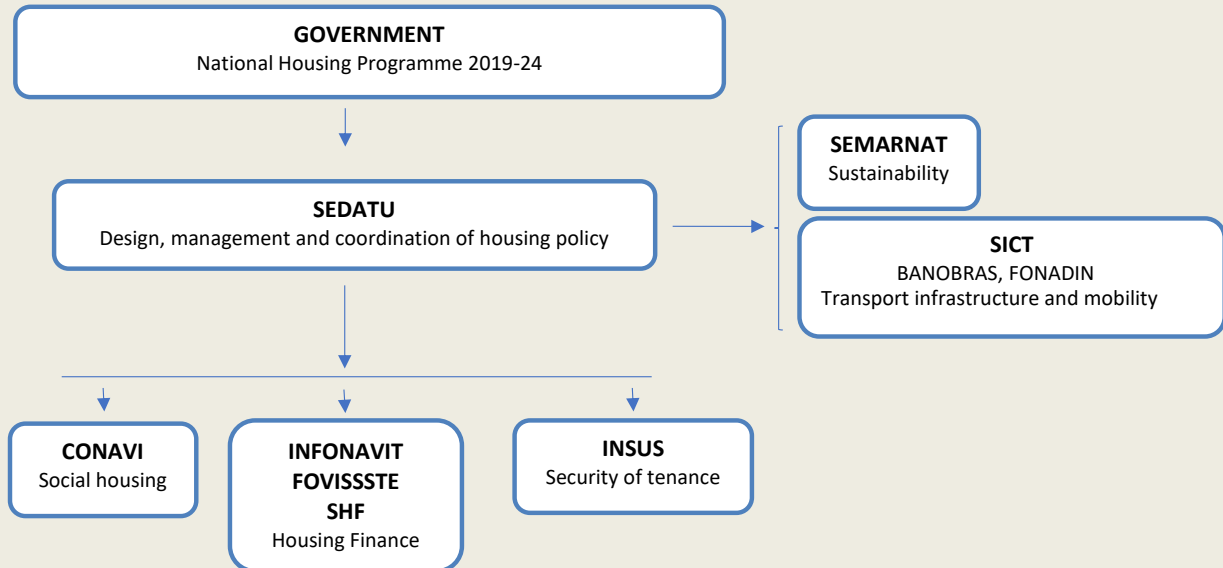 GOVERNMENT
National Housing Programme 2019-24
SEMARNAT
Sustainability
SEDATU
Design, management and coordination of housing policy
SICT
BANOBRAS, FONADIN
Transport infrastructure and mobility
CONAVI
Social housing
INFONAVIT
FOVISSSTE
SHF
Housing Finance
INSUS
Security of tenance